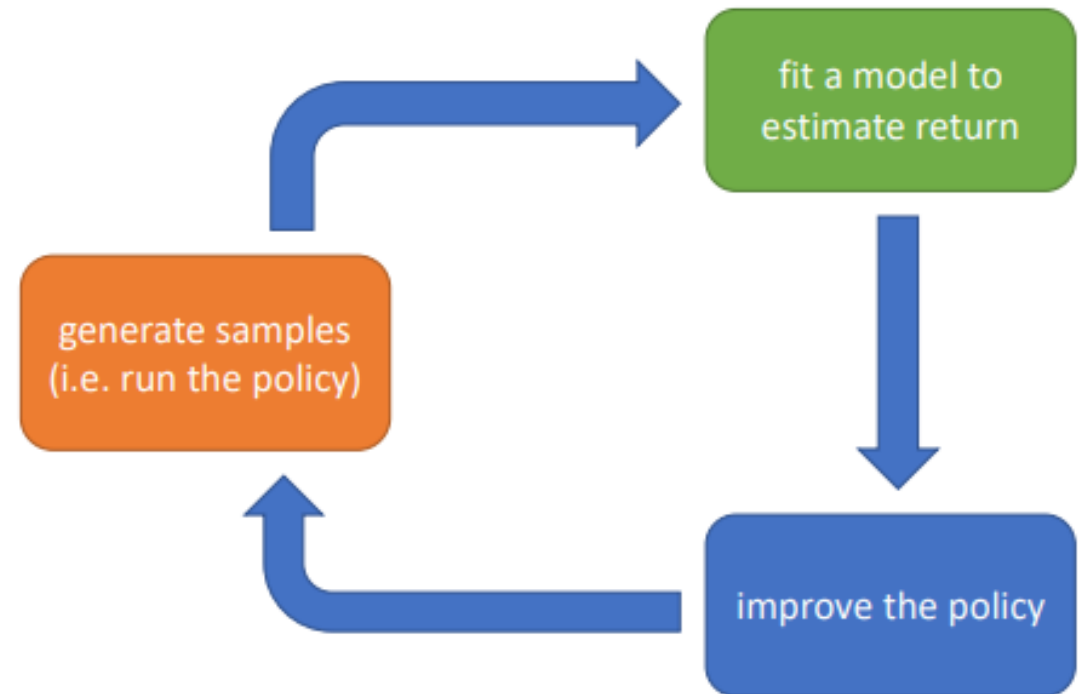 fit a model to
estimate return
generate samples
(i.e. run the policy)
improve the policy